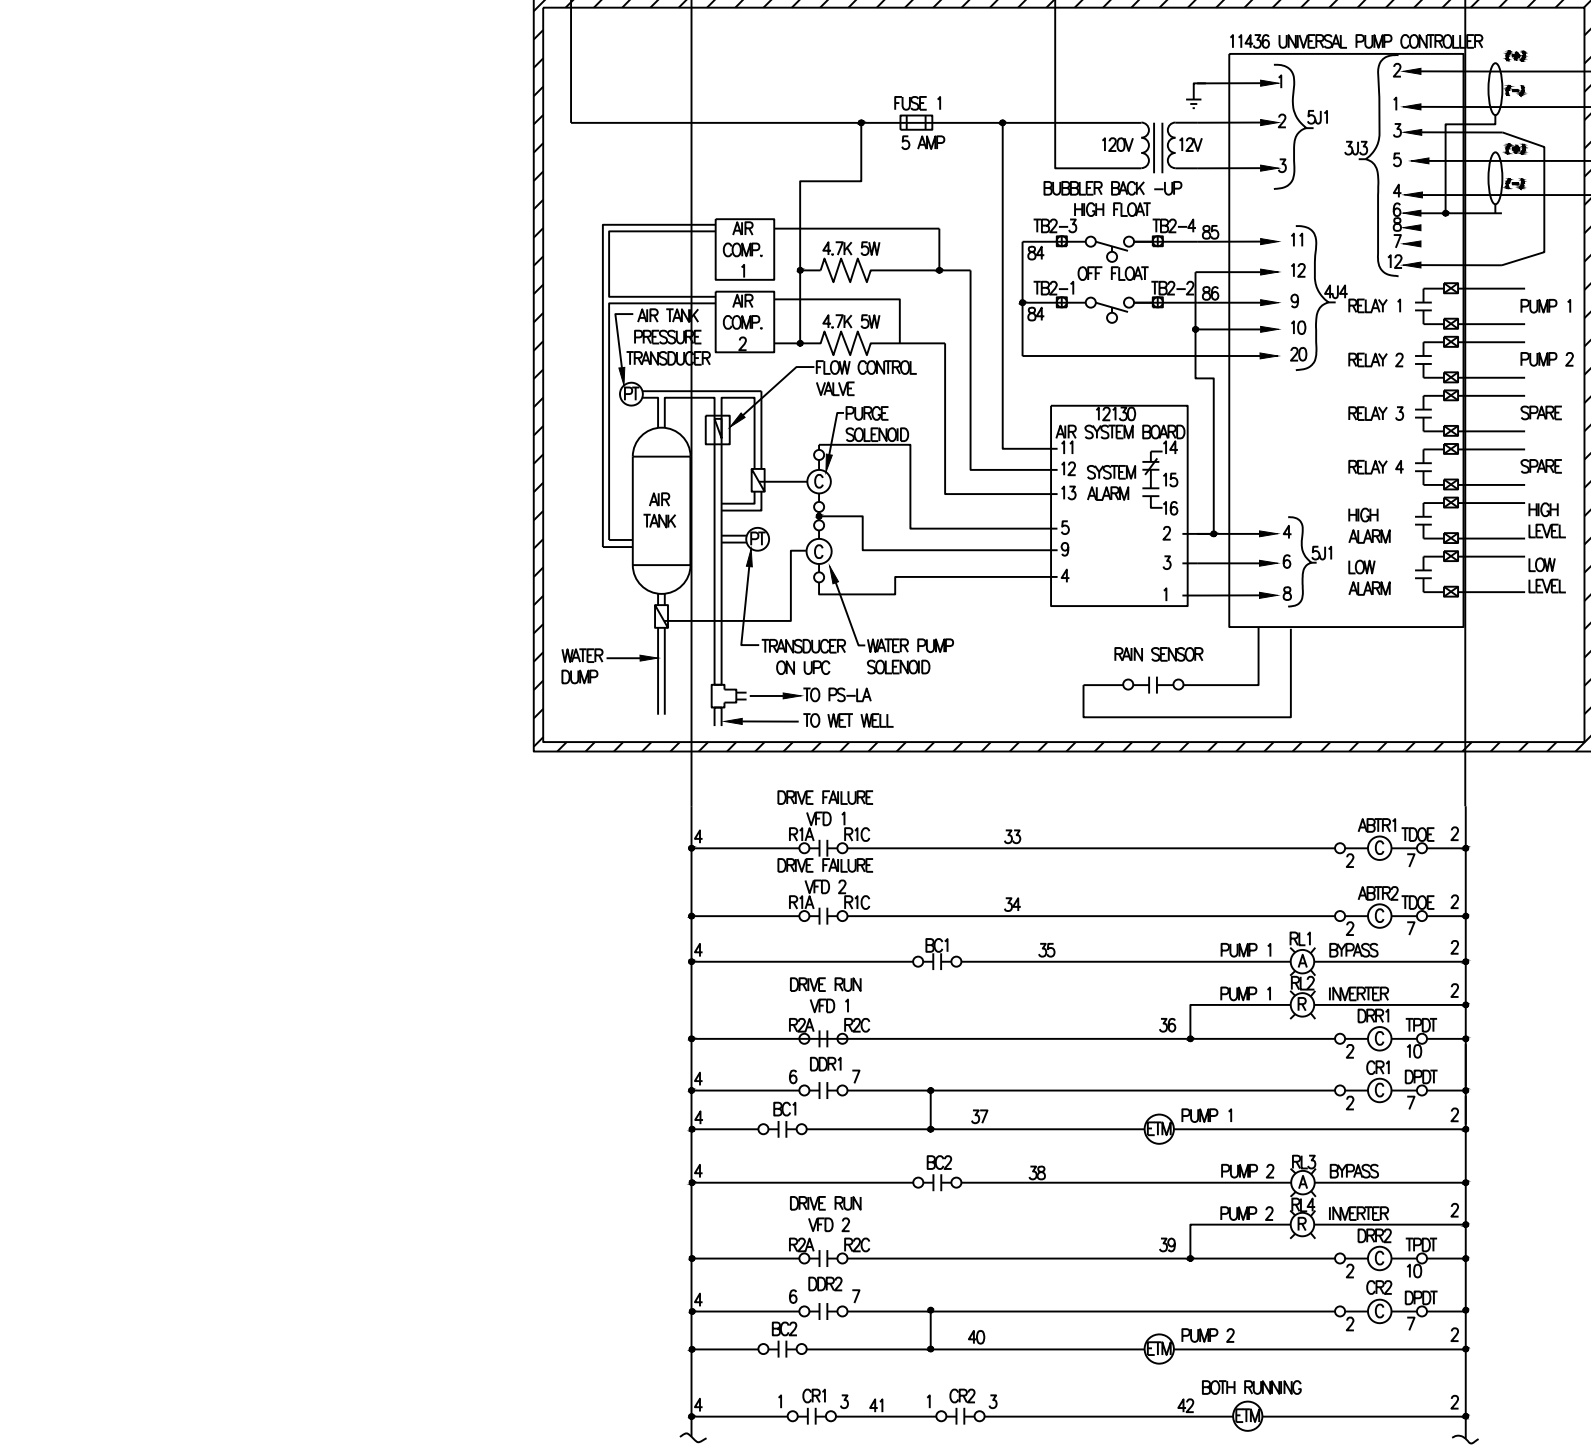 11436 UNIVERSAL PUMP CONTROLLER
FUSE 1
5 AMP
120V
12V
1
2
3
5J1
3J3
2
1
3
5
4
6
8
7
12
(+)
(-)
(+)
(-)
BUBBLER BACK -UP
HIGH FLOAT
TB2-3
TB2-4
85
84
OFF FLOAT
TB2-1
TB2-2
86
84
11
12
9
10
20
4J4
AIR
COMP.
1
4.7K 5W
AIR
COMP.
2
4.7K 5W
AIR TANK
PRESSURE
TRANSDUCER
PT
FLOW CONTROL
VALVE
PURGE
SOLENOID
C
AIR
TANK
PT
C
12130
AIR SYSTEM BOARD
11
12
13
5
9
4
SYSTEM
ALARM
14
15
16
2
3
1
4
6
8
5J1
RELAY 1
PUMP 1
RELAY 2
PUMP 2
RELAY 3
SPARE
RELAY 4
SPARE
HIGH
ALARM
HIGH
LEVEL
LOW
ALARM
LOW
LEVEL
WATER
DUMP
TRANSDUCER
ON UPC
WATER PUMP
SOLENOID
TO PS-LA
TO WET WELL
RAIN SENSOR
DRIVE FAILURE
VFD 1
4 R1A R1C 33 ABTR1 TDOE 2
2 C 7
DRIVE FAILURE
VFD 2
4 R1A R1C 34 ABTR2 TDOE 2
2 C 7
4 BC1 35 PUMP 1 RL1 A BYPASS 2
PUMP 1 RL2 R INVERTER 2
DRIVE RUN
VFD 1
R2A R2C 36 DRR1 TPDT
2 C 10
DDR1
4 6 7 CR1 DPDT
2 C 7
4 BC1 37 ETM PUMP 1 2
4 BC2 38 PUMP 2 RL3 A BYPASS
PUMP 2 RL4 R INVERTER 2
DRIVE RUN
VFD 2
R2A R2C 39 DRR2 TPDT
2 C 10
DDR2
4 6 7 CR2 DPDT
2 C 7
BC2 40 ETM PUMP 2 2
BOTH RUNNING
4 1 CR1 3 41 1 CR2 3 42 ETM 2